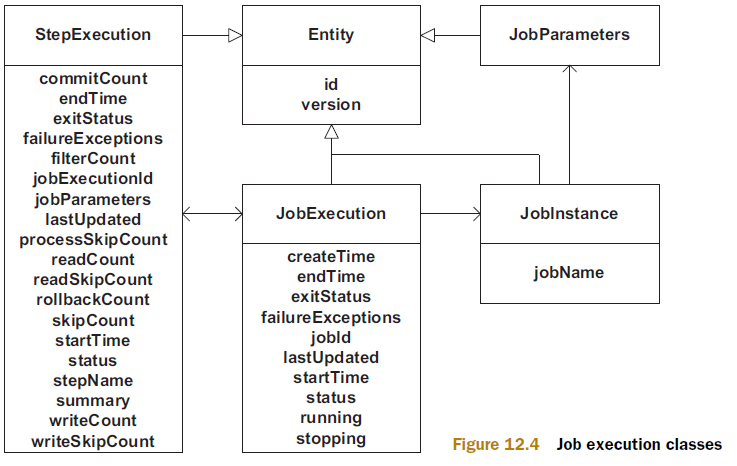 StepExecution
commitCount
endTime
exitStatus
failureExceptions
filterCount
jobExecutionId
jobParameters
lastUpdated
processSkipCount
readCount
readSkipCount
rollbackCount
skipCount
startTime
status
stepName
summary
writeCount
writeSkipCount
Entity
id
version
JobParameters
JobExecution
createTime
endTime
exitStatus
failureExceptions
jobId
lastUpdated
startTime
status
running
stopping
JobInstance
jobName
Figure 12.4 Job execution classes